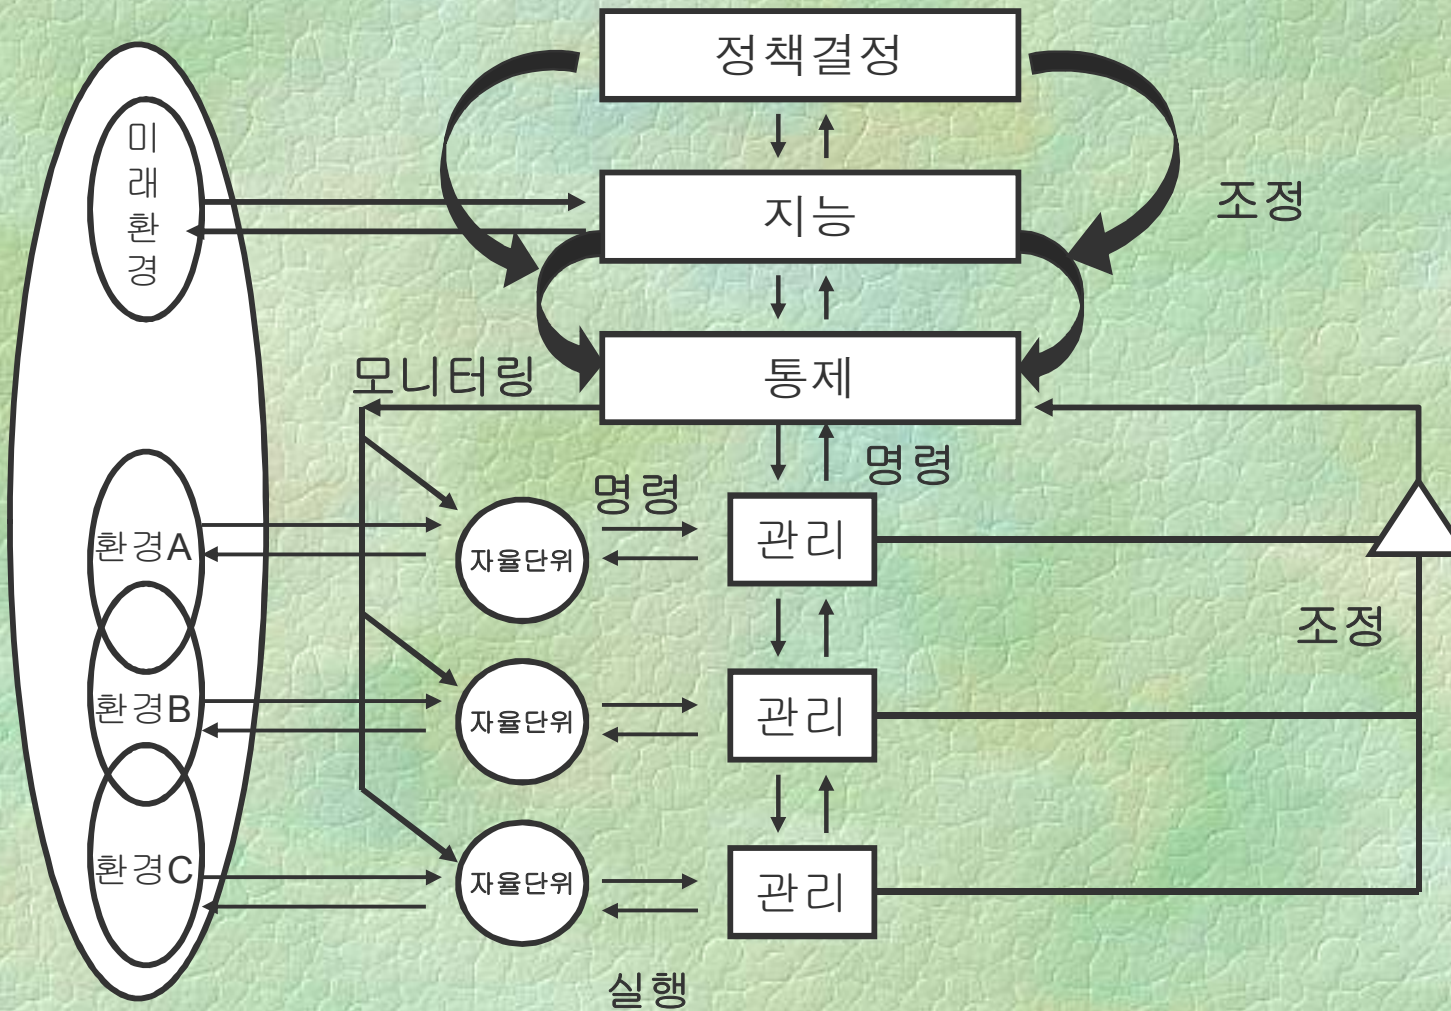 정책결정
미
래
환
경
지능
조정
모니터링
통제
명령
명령
환경A
자율단위
관리
조정
환경B
자율단위
관리
환경C
자율단위
관리
실행